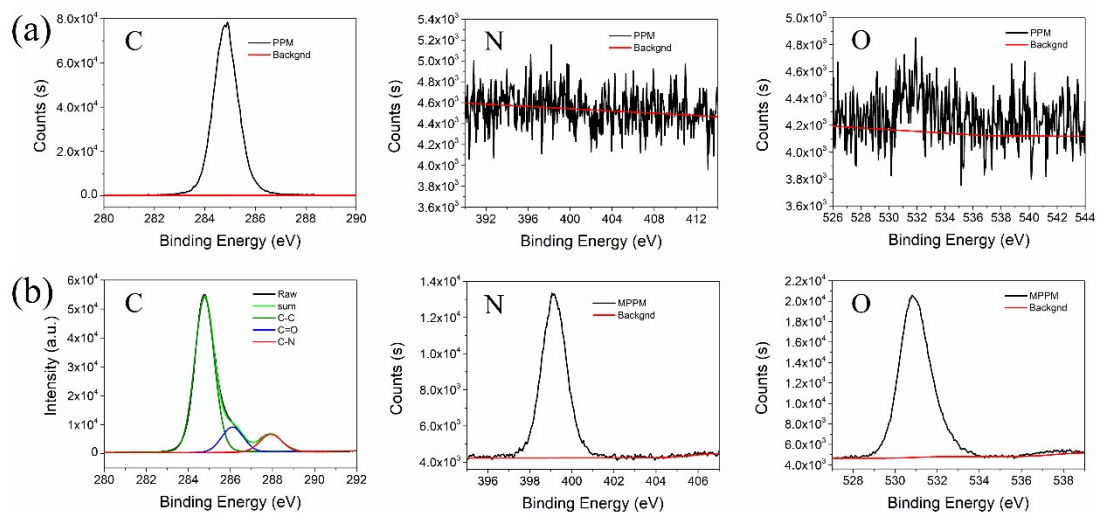 (a)
C
PPM
Backgnd
Counts (s)
8.0x10⁴
6.0x10⁴
4.0x10⁴
2.0x10⁴
0.0
280 282 284 286 288 290
Binding Energy (eV)
N
PPM
Backgnd
Counts (s)
5.4x10³
5.2x10³
5.0x10³
4.8x10³
4.6x10³
4.4x10³
4.2x10³
4.0x10³
3.8x10³
3.6x10³
392 396 400 404 408 412
Binding Energy (eV)
O
PPM
Backgnd
Counts (s)
5.0x10³
4.8x10³
4.5x10³
4.2x10³
3.9x10³
3.6x10³
526 528 530 532 534 536 538 540 542 544
Binding Energy (eV)
(b)
C
Raw
sum
C-C
C=O
C-N
Intensity (a.u.)
6x10⁴
5x10⁴
4x10⁴
3x10⁴
2x10⁴
1x10⁴
0
280 282 284 286 288 290 292
Binding Energy (eV)
N
MPPM
Backgnd
Counts (s)
1.4x10⁴
1.2x10⁴
1.0x10⁴
8.0x10³
6.0x10³
4.0x10³
396 398 400 402 404 406
Binding Energy (eV)
O
MPPM
Backgnd
Counts (s)
2.2x10⁴
2.0x10⁴
1.8x10⁴
1.6x10⁴
1.4x10⁴
1.2x10⁴
1.0x10⁴
8.0x10³
6.0x10³
4.0x10³
528 530 532 534 536 538
Binding Energy (eV)